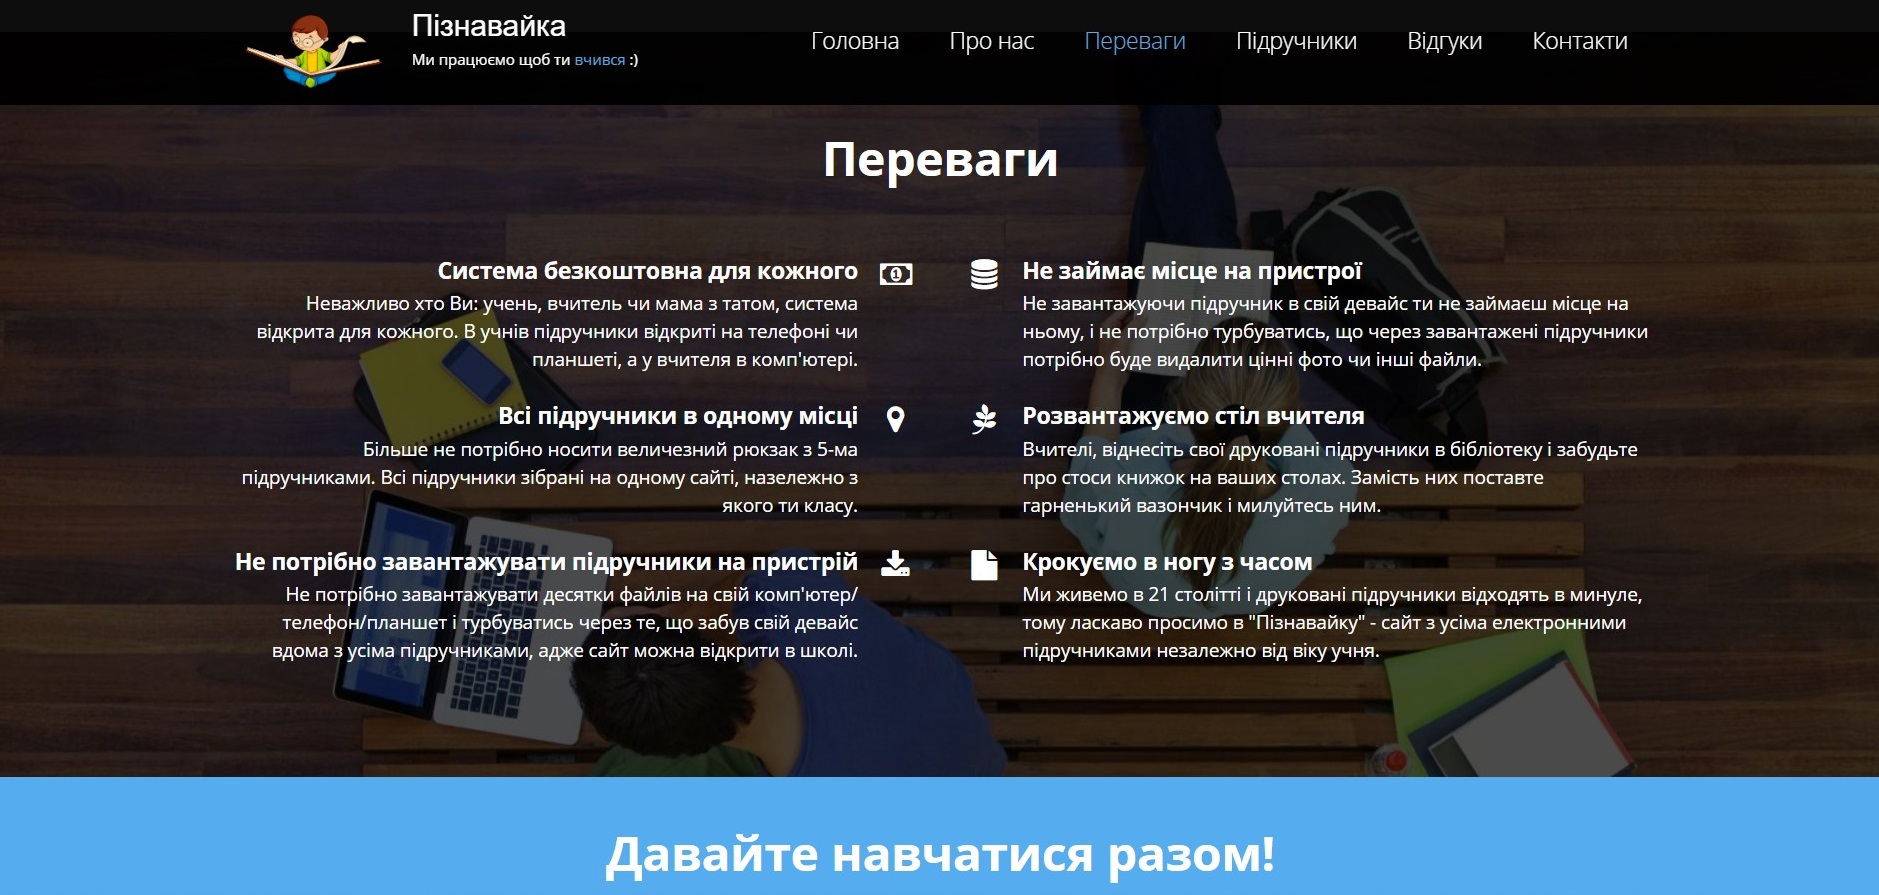 Пізнавайка
Ми працюємо щоб ти вчився :)
Головна Про нас Переваги Підручники Відгуки Контакти
Переваги
Система безкоштовна для кожного
Неважливо хто Ви: учень, вчитель чи мама з татом, система
відкрита для кожного. В учнів підручники відкриті на телефоні чи
планшеті, а у вчителя в комп'ютері.
Всі підручники в одному місці
Більше не потрібно носити величезний рюкзак з 5-ма
підручниками. Всі підручники зібрані на одному сайті, назележно з
якого ти класу.
Не потрібно завантажувати підручники на пристрій
Не потрібно завантажувати десятки файлів на свій комп'ютер/
телефон/планшет і турбуватись через те, що забув свій девайс
вдома з усіма підручниками, адже сайт можна відкрити в школі.
Не займає місце на пристрої
Не завантажуючи підручник в свій девайс ти не займаєш місце на
ньому, і не потрібно турбуватись, що через завантажені підручники
потрібно буде видалити цінні фото чи інші файли.
Розвантажуємо стіл вчителя
Вчителі, віднесіть свої друковані підручники в бібліотеку і забудьте
про стоси книжок на ваших столах. Замість них поставте
гарненький вазончик і милуйтесь ним.
Крокуємо в ногу з часом
Ми живемо в 21 столітті і друковані підручники відходять в минуле,
тому ласкаво просимо в "Пізнавайку" - сайт з усіма електронними
підручниками незалежно від віку учня.
Давайте навчатися разом!